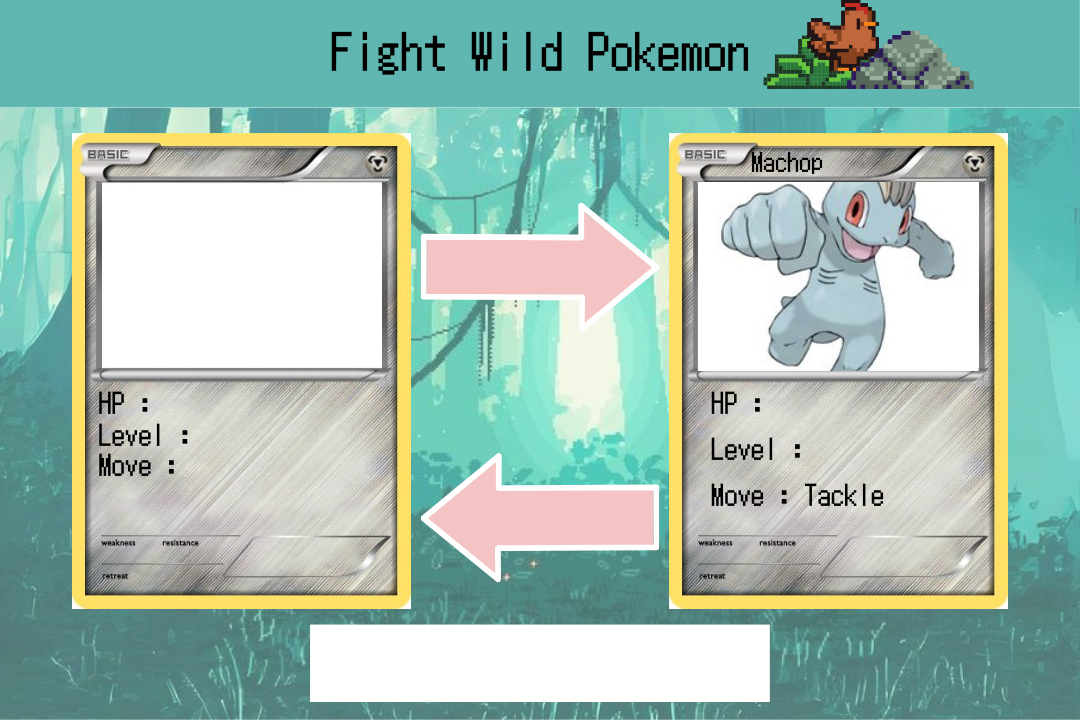 Fight Wild Pokemon
BASIC
HP :
Level :
Move :
weakness resistance
retreat
BASIC
Machop
HP :
Level :
Move : Tackle
weakness resistance
retreat